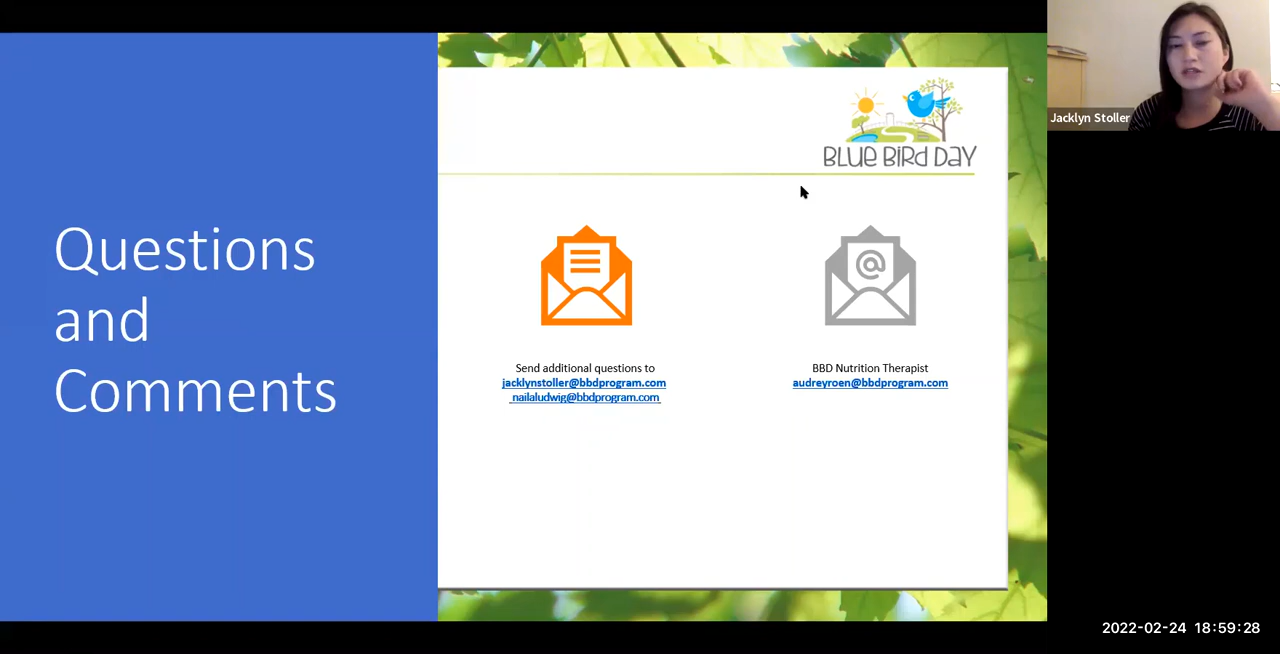 Questions
and
Comments
BLUE BIRD DAY
Send additional questions to
jacklynstoller@bbdprogram.com
nailaludwig@bbdprogram.com
@
BBD Nutrition Therapist
audreyroen@bbdprogram.com
Jacklyn Stoller
2022-02-24 18:59:28